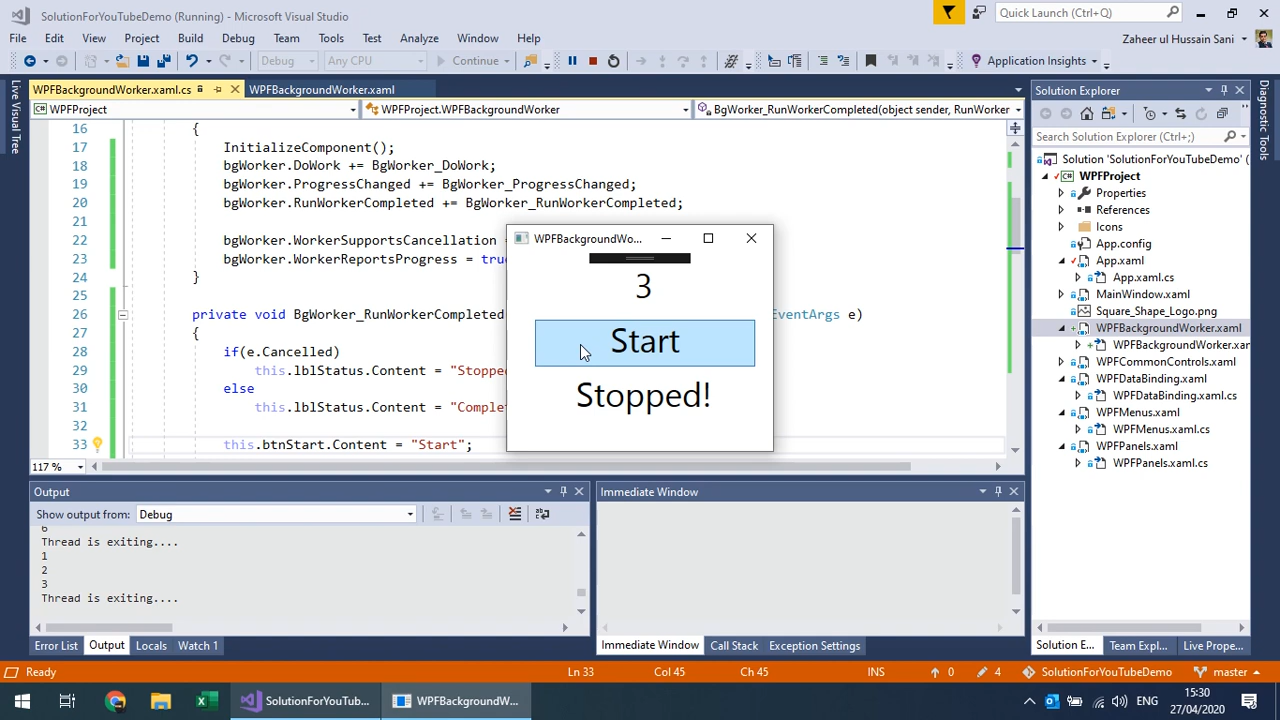 SolutionForYouTubeDemo (Running) - Microsoft Visual Studio
Quick Launch (Ctrl+Q)
File Edit View Project Build Debug Team Tools Test Analyze Window Help
Zaheer ul Hussain Sani
Debug Any CPU Continue Application Insights
WPFBackgroundWorker.xaml.cs WPFBackgroundWorker.xaml
WPFProject WPFProject.WPFBackgroundWorker BgWorker_RunWorkerCompleted(object sender, RunWorker
Live Visual Tree
16 {
17 InitializeComponent();
18 bgWorker.DoWork += BgWorker_DoWork;
19 bgWorker.ProgressChanged += BgWorker_ProgressChanged;
20 bgWorker.RunWorkerCompleted += BgWorker_RunWorkerCompleted;
21
22 bgWorker.WorkerSupportsCancellation =
23 bgWorker.WorkerReportsProgress = true
24 }
25
26 private void BgWorker_RunWorkerCompleted EventArgs e)
27 {
28 if(e.Cancelled)
29 this.lblStatus.Content = "Stopped
30 else
31 this.lblStatus.Content = "Complet
32
33 this.btnStart.Content = "Start";
117 %
WPFBackgroundWo...
3
Start
Stopped!
Solution Explorer
Search Solution Explorer (Ctrl+;)
Solution 'SolutionForYouTubeDemo' (
WPFProject
Properties
References
Icons
App.config
App.xaml
App.xaml.cs
MainWindow.xaml
Square_Shape_Logo.png
WPFBackgroundWorker.xaml
WPFBackgroundWorker.xan
WPFCommonControls.xaml
WPFDataBinding.xaml
WPFDataBinding.xaml.cs
WPFMenus.xaml
WPFMenus.xaml.cs
WPFPanels.xaml
WPFPanels.xaml.cs
Diagnostic Tools
Output
Show output from: Debug
6
Thread is exiting....
1
2
3
Thread is exiting....
Immediate Window
Error List Output Locals Watch 1
Immediate Window Call Stack Exception Settings
Solution E... Team Expl... Live Prope...
Ready Ln 33 Col 45 Ch 45 INS 0 4 SolutionForYouTubeDemo master
SolutionForYouTub... WPFBackgroundW...
ENG 15:30
27/04/2020